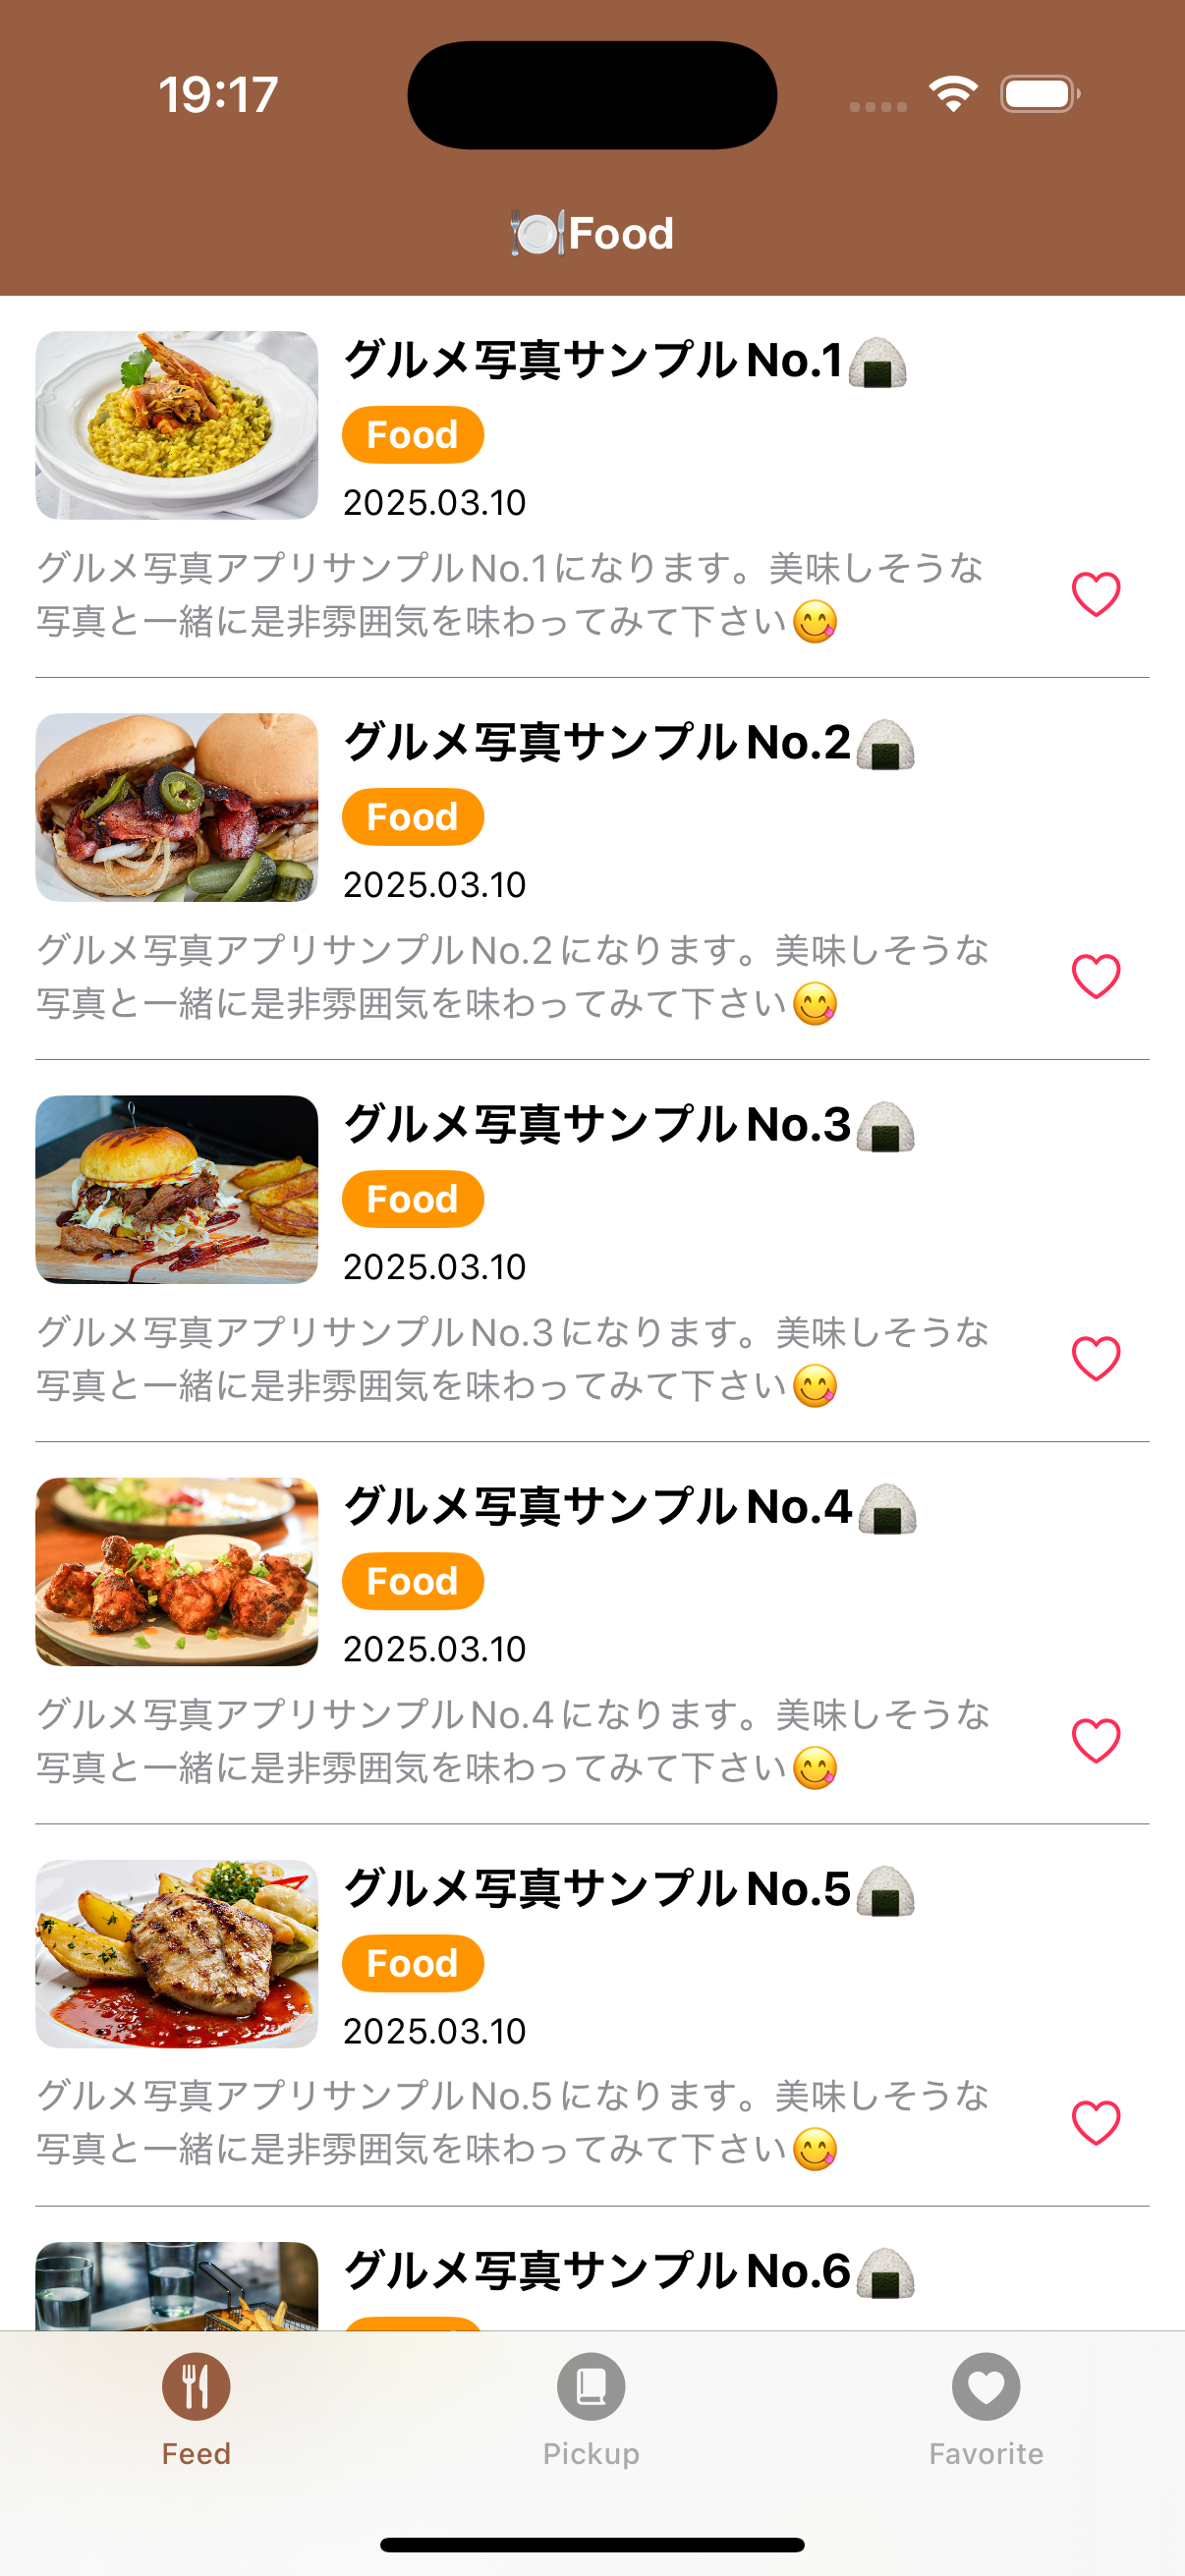 19:17
🍽️Food
グルメ写真サンプルNo.1🍙
Food
2025.03.10
グルメ写真アプリサンプルNo.1になります。美味しそうな
写真と一緒に是非雰囲気を味わってみて下さい😋
グルメ写真サンプルNo.2🍙
Food
2025.03.10
グルメ写真アプリサンプルNo.2になります。美味しそうな
写真と一緒に是非雰囲気を味わってみて下さい😋
グルメ写真サンプルNo.3🍙
Food
2025.03.10
グルメ写真アプリサンプルNo.3になります。美味しそうな
写真と一緒に是非雰囲気を味わってみて下さい😋
グルメ写真サンプルNo.4🍙
Food
2025.03.10
グルメ写真アプリサンプルNo.4になります。美味しそうな
写真と一緒に是非雰囲気を味わってみて下さい😋
グルメ写真サンプルNo.5🍙
Food
2025.03.10
グルメ写真アプリサンプルNo.5になります。美味しそうな
写真と一緒に是非雰囲気を味わってみて下さい😋
グルメ写真サンプルNo.6🍙
Feed
Pickup
Favorite